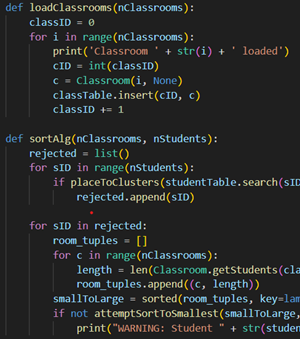 def loadClassrooms(nClassrooms):
    classID = 0
    for i in range(nClassrooms):
        print('Classroom ' + str(i) + ' loaded')
        cID = int(classID)
        c = Classroom(i, None)
        classTable.insert(cID, c)
        classID += 1
def sortAlg(nClassrooms, nStudents):
    rejected = list()
    for sID in range(nStudents):
        if placeToClusters(studentTable.search(sID
            rejected.append(sID)
    for sID in rejected:
        room_tuples = []
        for c in range(nClassrooms):
            length = len(Classroom.getStudents(cla
            room_tuples.append((c, length))
        smallToLarge = sorted(room_tuples, key=lam
        if not attemptSortToSmallest(smallToLarge,
            print("WARNING: Student " + str(studen